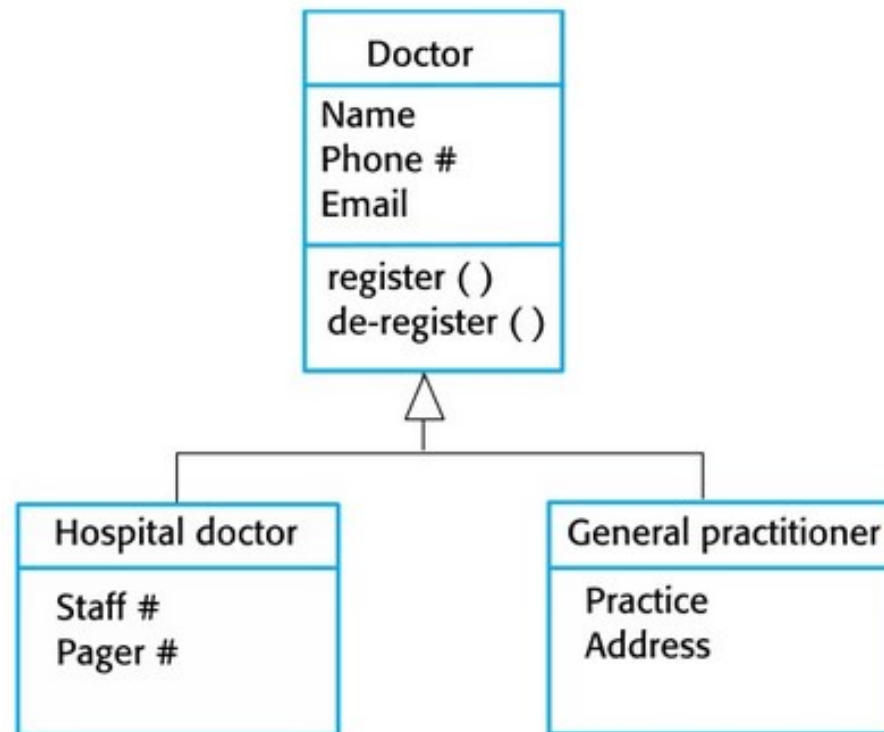 Doctor
Name
Phone #
Email
register ( )
de-register ( )
Hospital doctor
Staff #
Pager #
General practitioner
Practice
Address